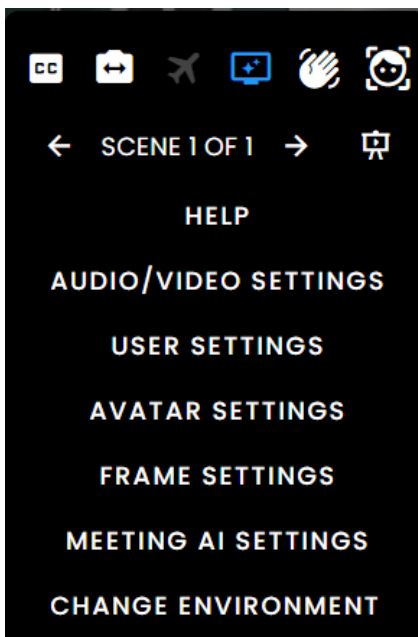 CC
SCENE 1 OF 1
HELP
AUDIO/VIDEO SETTINGS
USER SETTINGS
AVATAR SETTINGS
FRAME SETTINGS
MEETING AI SETTINGS
CHANGE ENVIRONMENT